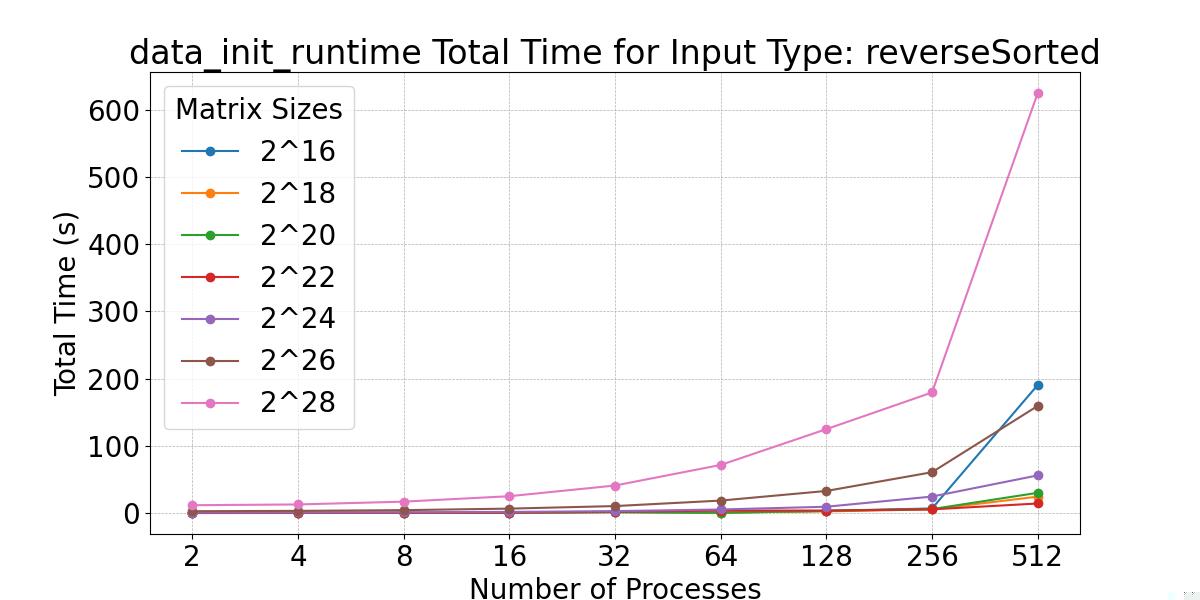 data_init_runtime Total Time for Input Type: reverseSorted
Total Time (s)
600
500
400
300
200
100
0
Matrix Sizes
2^16
2^18
2^20
2^22
2^24
2^26
2^28
2 4 8 16 32 64 128 256 512
Number of Processes